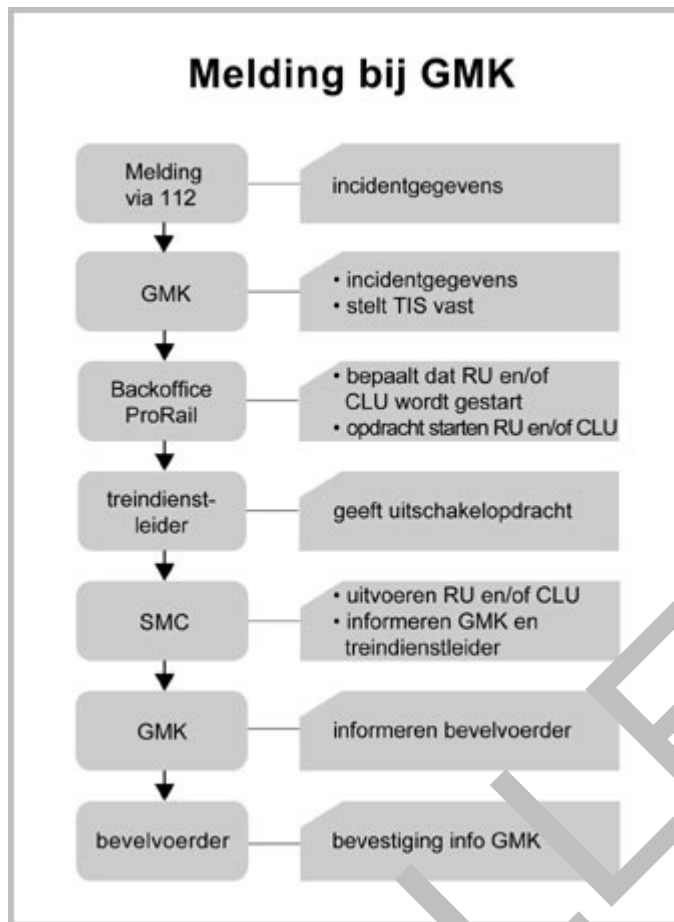 Melding bij GMK
Melding
via 112
incidentgegevens
GMK
• incidentgegevens
• stelt TIS vast
Backoffice
ProRail
• bepaalt dat RU en/of
CLU wordt gestart
• opdracht starten RU en/of CLU
treindienst-
leider
geeft uitschakelopdracht
SMC
• uitvoeren RU en/of CLU
• informeren GMK en
treindienstleider
GMK
informeren bevelvoerder
bevelvoerder
bevestiging info GMK